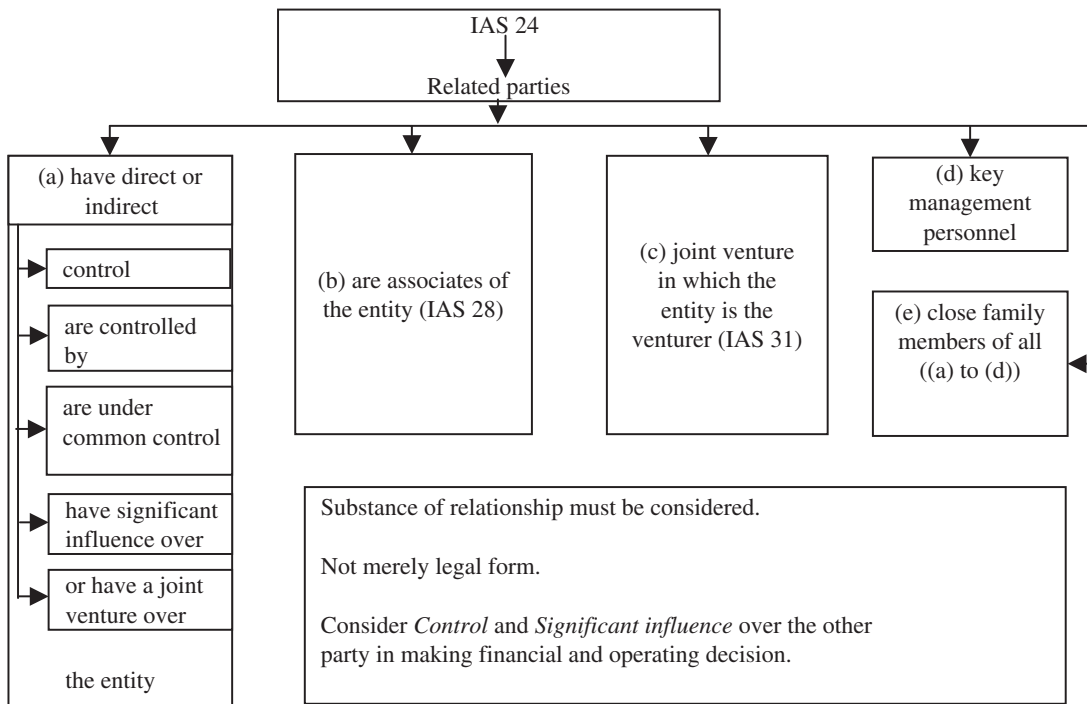 IAS 24
Related parties
(a) have direct or
indirect
control
are controlled
by
are under
common control
have significant
influence over
or have a joint
venture over
the entity
(b) are associates of
the entity (IAS 28)
(c) joint venture
in which the
entity is the
venturer (IAS 31)
(d) key
management
personnel
(e) close family
members of all
((a) to (d))
Substance of relationship must be considered.
Not merely legal form.
Consider Control and Significant influence over the other
party in making financial and operating decision.